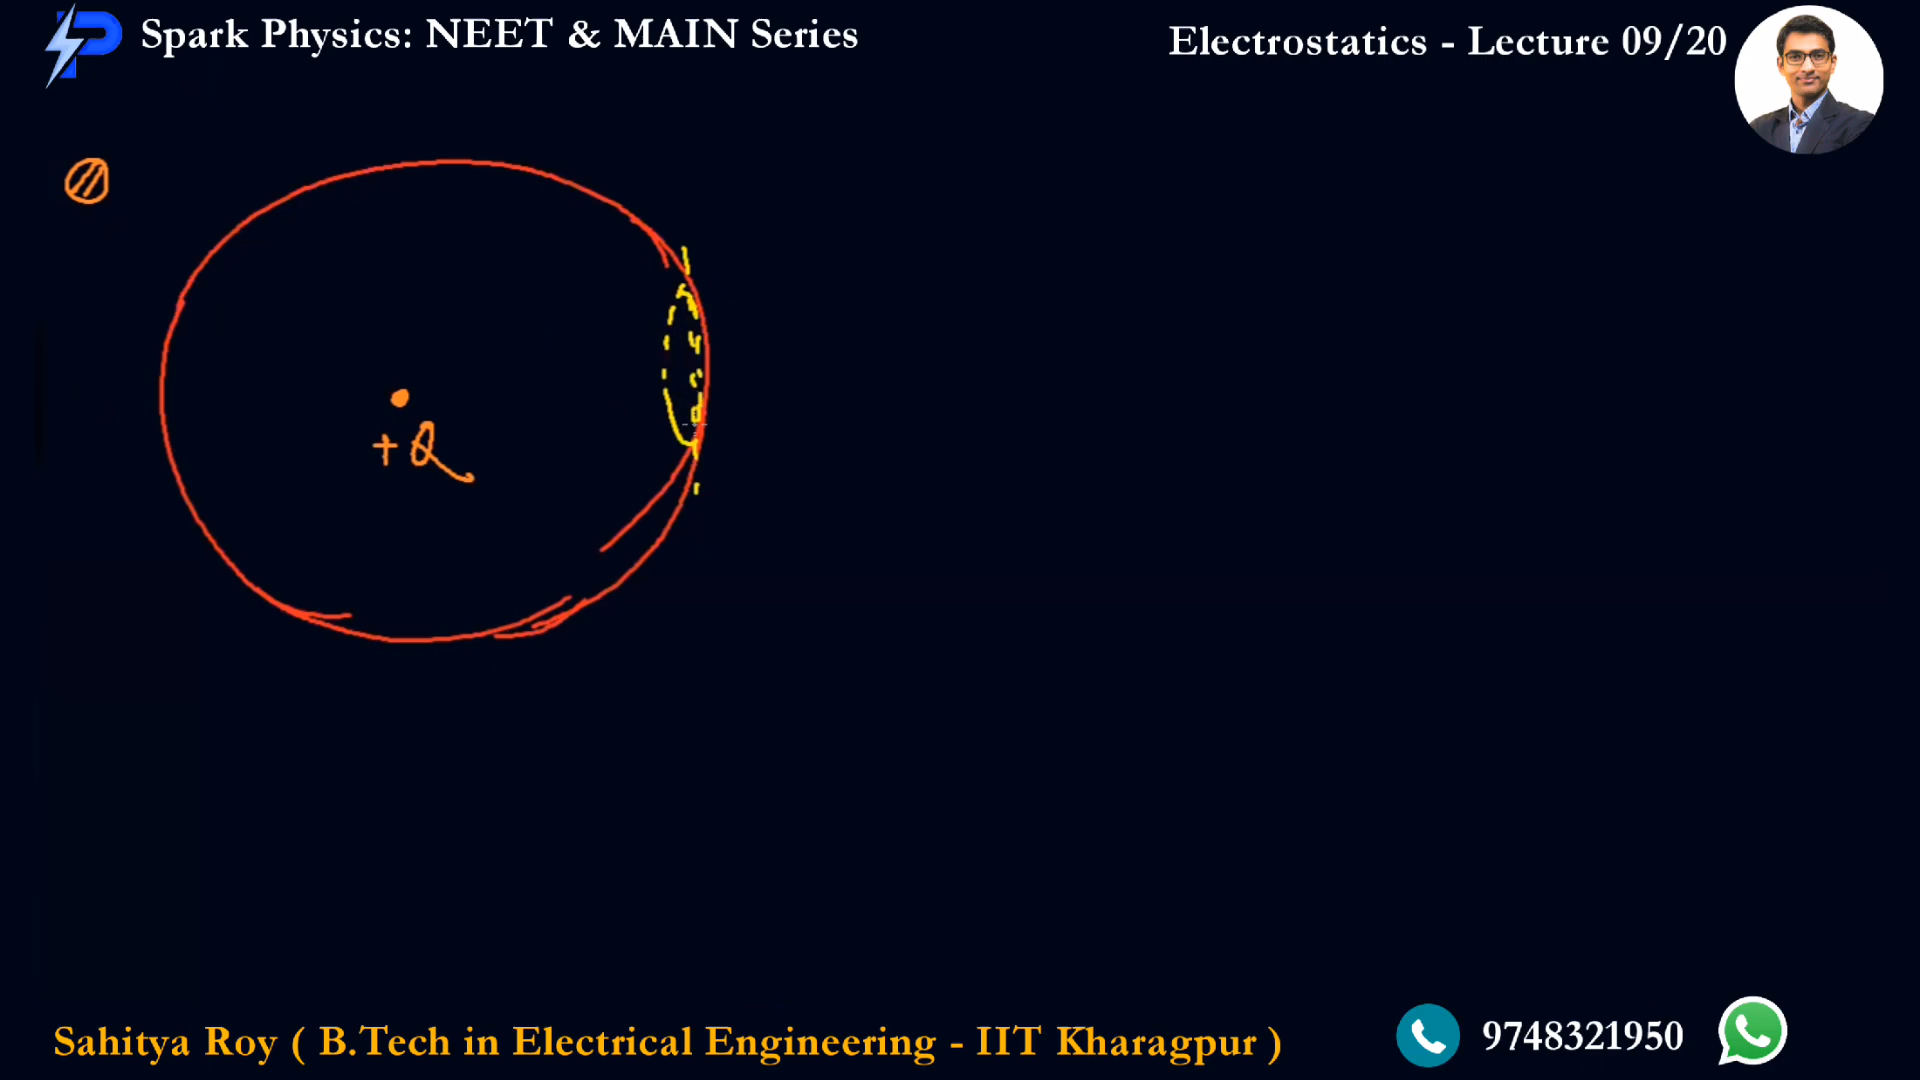 Spark Physics: NEET & MAIN Series
Electrostatics - Lecture 09/20
+Q
Sahitya Roy ( B.Tech in Electrical Engineering - IIT Kharagpur )
9748321950